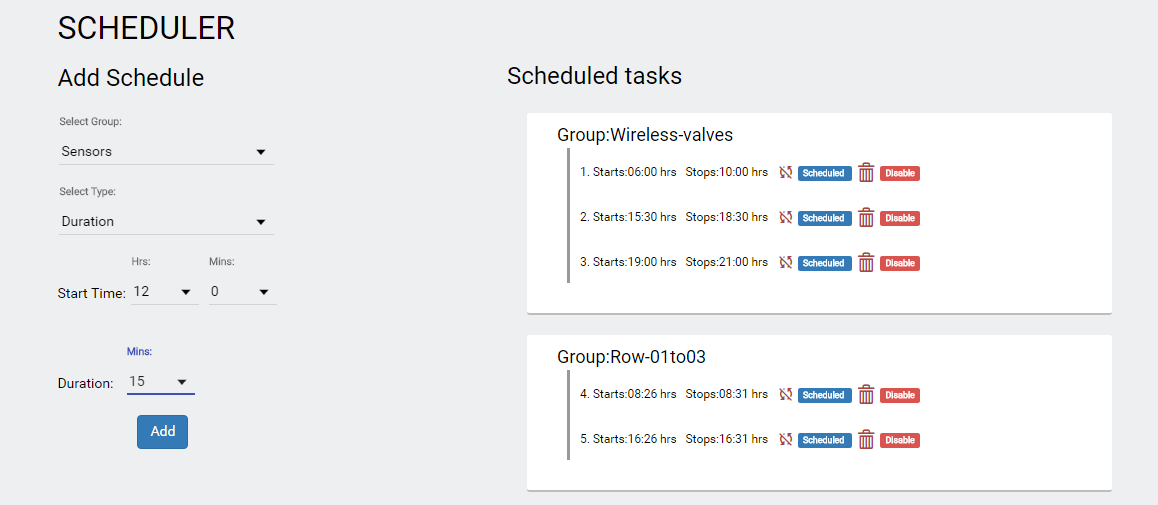 SCHEDULER
Add Schedule
Select Group:
Sensors
Select Type:
Duration
Hrs: Mins:
Start Time: 12 0
Mins:
Duration: 15
Add
Scheduled tasks
Group:Wireless-valves
1. Starts:06:00 hrs Stops:10:00 hrs Scheduled Disable
2. Starts:15:30 hrs Stops:18:30 hrs Scheduled Disable
3. Starts:19:00 hrs Stops:21:00 hrs Scheduled Disable
Group:Row-01to03
4. Starts:08:26 hrs Stops:08:31 hrs Scheduled Disable
5. Starts:16:26 hrs Stops:16:31 hrs Scheduled Disable